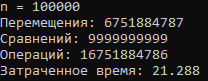 n = 100000
Перемещения: 6751884787
Сравнений: 9999999999
Операций: 16751884786
Затраченное время: 21.288